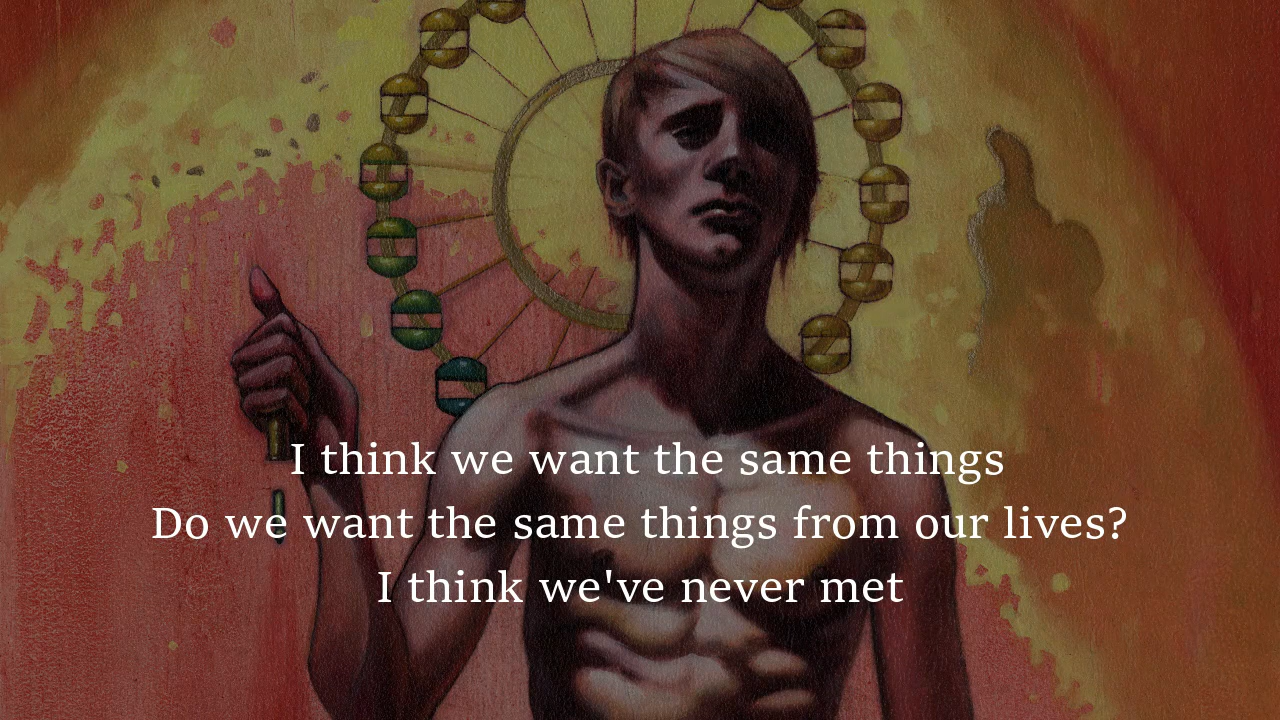 I think we want the same things
Do we want the same things from our lives?
I think we've never met